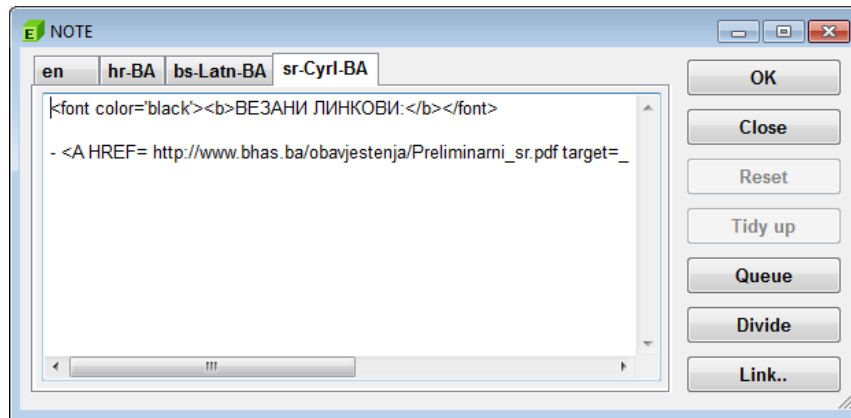 NOTE
en hr-BA bs-Latn-BA sr-Cyrl-BA
<font color='black'><b>ВЕЗАНИ ЛИНКОВИ:</b></font>
- <A HREF= http://www.bhas.ba/obavjestenja/Preliminarni_sr.pdf target=_
OK
Close
Reset
Tidy up
Queue
Divide
Link..